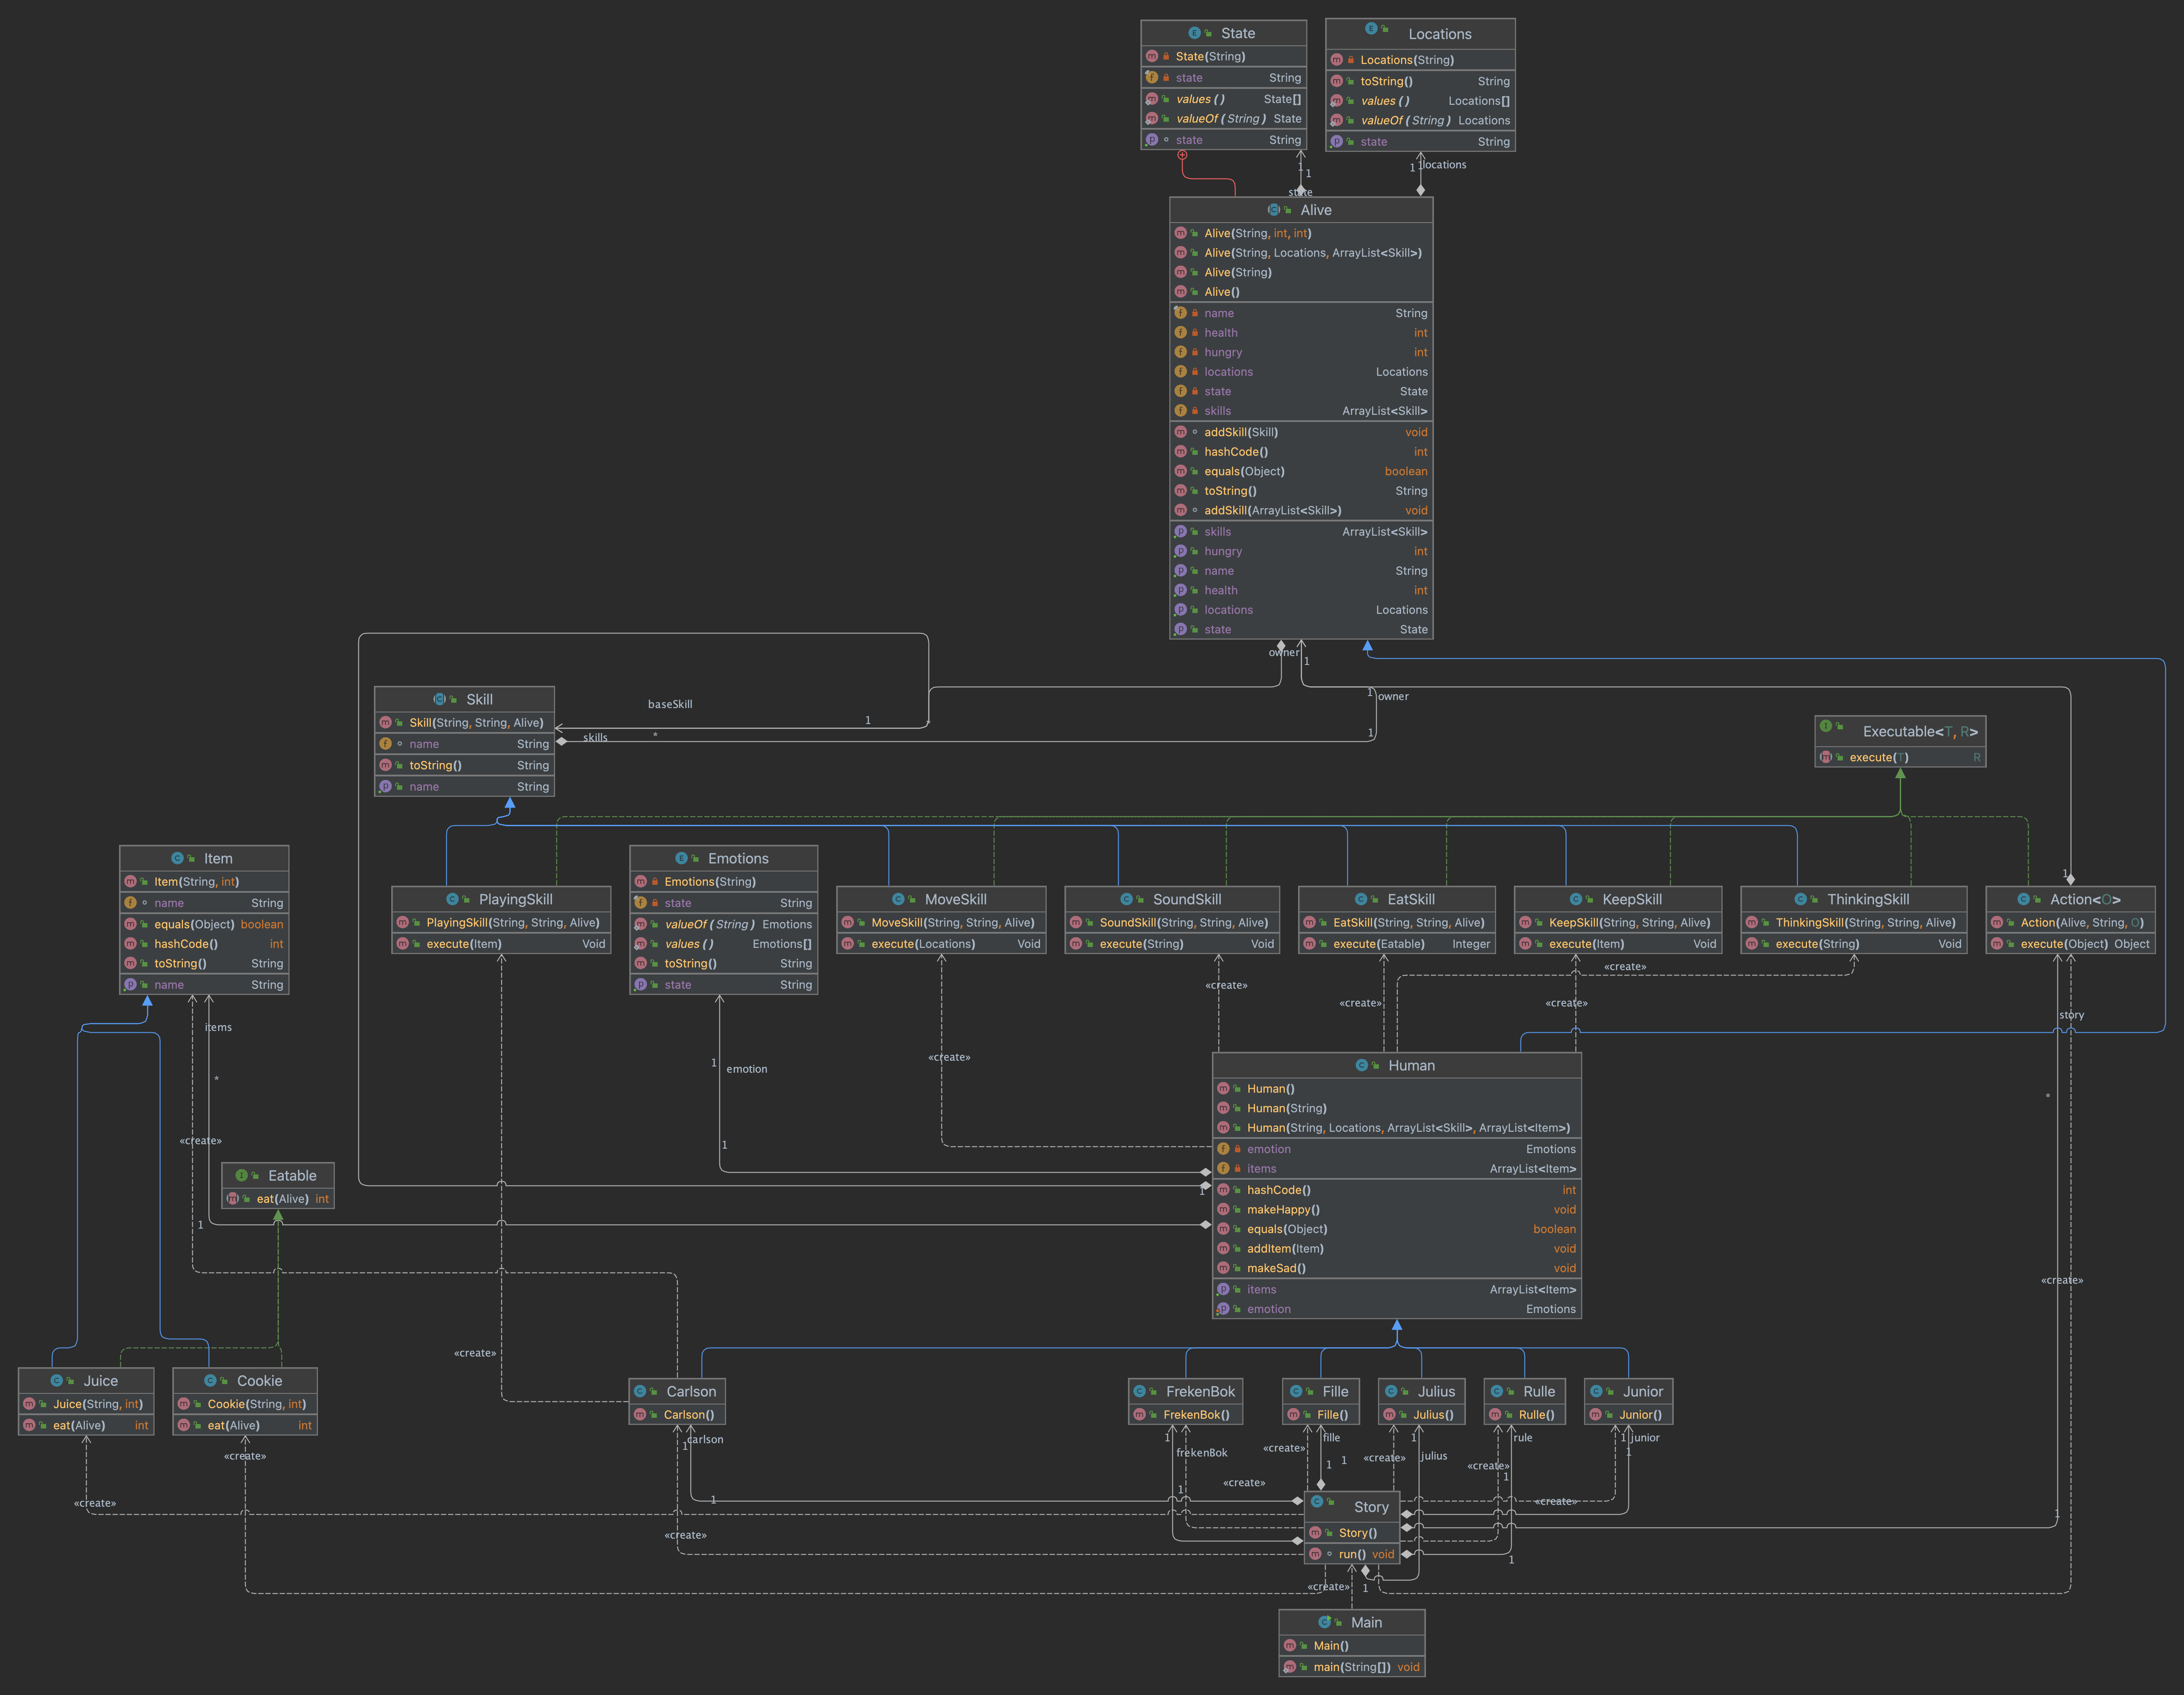 State
State(String)
state String
values () State[]
valueOf ( String ) State
state String
Locations
Locations(String)
toString() String
values () Locations[]
valueOf ( String ) Locations
state String
1
1
state
1
1
locations
Alive
Alive(String, int, int)
Alive(String, Locations, ArrayList<Skill>)
Alive(String)
Alive()
name String
health int
hungry int
locations Locations
state State
skills ArrayList<Skill>
addSkill(Skill) void
hashCode() int
equals(Object) boolean
toString() String
addSkill(ArrayList<Skill>) void
skills ArrayList<Skill>
hungry int
name String
health int
locations Locations
state State
owner
1
1 owner
baseSkill
1
skills
*
1
Skill
Skill(String, String, Alive)
name String
toString() String
name String
Executable<T, R>
execute(T) R
Item
Item(String, int)
name String
equals(Object) boolean
hashCode() int
toString() String
name String
PlayingSkill
PlayingSkill(String, String, Alive)
execute(Item) Void
Emotions
Emotions(String)
state String
valueOf ( String ) Emotions
values () Emotions[]
toString() String
state String
MoveSkill
MoveSkill(String, String, Alive)
execute(Locations) Void
SoundSkill
SoundSkill(String, String, Alive)
execute(String) Void
EatSkill
EatSkill(String, String, Alive)
execute(Eatable) Integer
KeepSkill
KeepSkill(String, String, Alive)
execute(Item) Void
ThinkingSkill
ThinkingSkill(String, String, Alive)
execute(String) Void
1
Action<O>
Action(Alive, String, O)
execute(Object) Object
«create»
«create»
«create»
«create»
story
items
*
1
emotion
«create»
*
Human
Human()
Human(String)
Human(String, Locations, ArrayList<Skill>, ArrayList<Item>)
emotion Emotions
items ArrayList<Item>
hashCode() int
makeHappy() void
equals(Object) boolean
addItem(Item) void
makeSad() void
items ArrayList<Item>
emotion Emotions
«create»
1
1
1
Eatable
eat(Alive) int
«create»
«create»
Juice
Juice(String, int)
eat(Alive) int
Cookie
Cookie(String, int)
eat(Alive) int
Carlson
Carlson()
FrekenBok
FrekenBok()
Fille
Fille()
Julius
Julius()
Rulle
Rulle()
Junior
Junior()
1
carlson
1
frekenBok
«create»
fille
1
1
1
«create»
julius
«create»
rule
1
1
1
junior
«create»
«create»
1
«create»
1
«create»
1
Story
Story()
run() void
«create»
1
«create»
1
Main
Main()
main(String[]) void